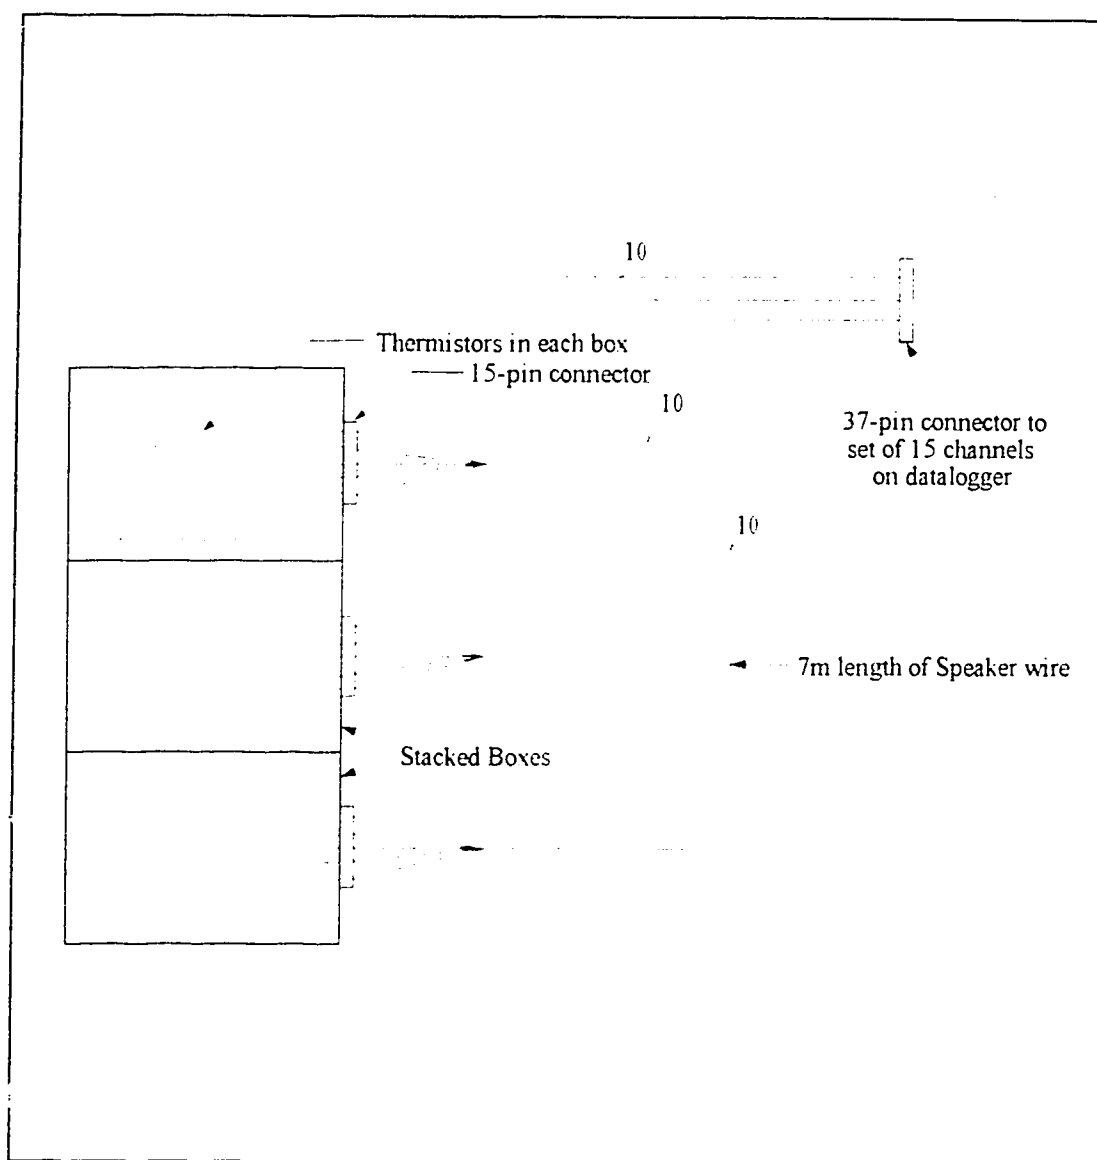 10
Thermistors in each box
15-pin connector
10
37-pin connector to
set of 15 channels
on datalogger
10
7m length of Speaker wire
Stacked Boxes